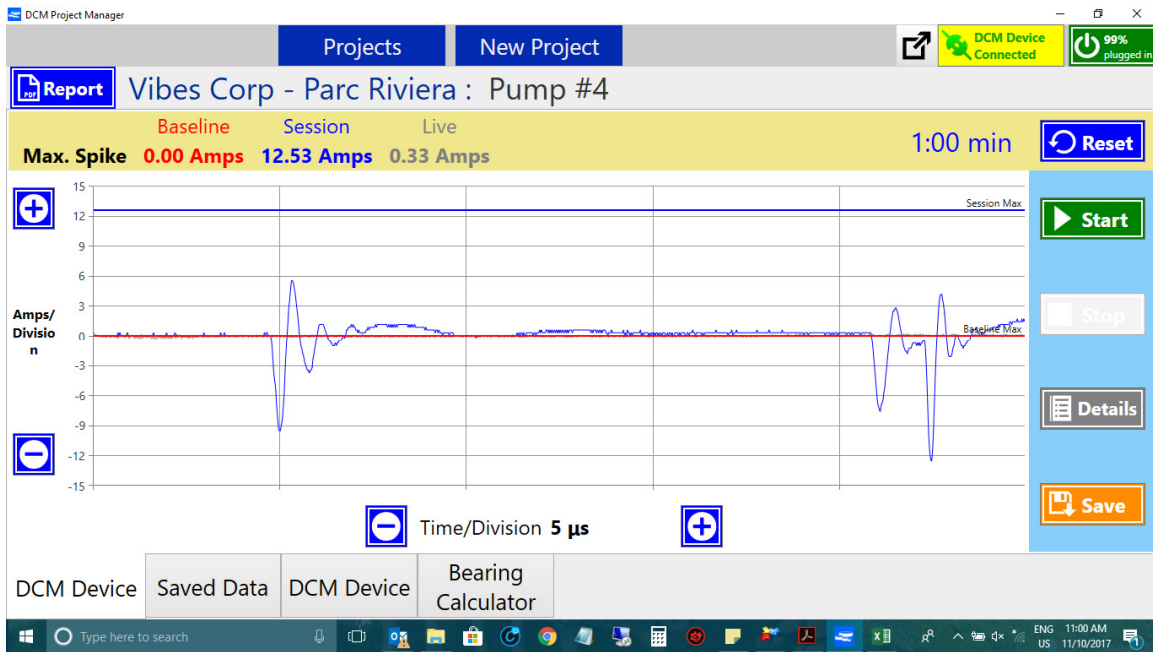 DCM Project Manager
Projects New Project
DCM Device
Connected
99%
plugged in
PDF Report Vibes Corp - Parc Riviera : Pump #4
Baseline Session Live
Max. Spike 0.00 Amps 12.53 Amps 0.33 Amps
1:00 min
Reset
15
Session Max
12
Start
9
6
3
Amps/
Divisio
n
0
Baseline Max
Stop
-3
-6
Details
-9
-12
-15
Save
Time/Division 5 µs
DCM Device Saved Data DCM Device Bearing
Calculator
Type here to search
ENG 11:00 AM
US 11/10/2017